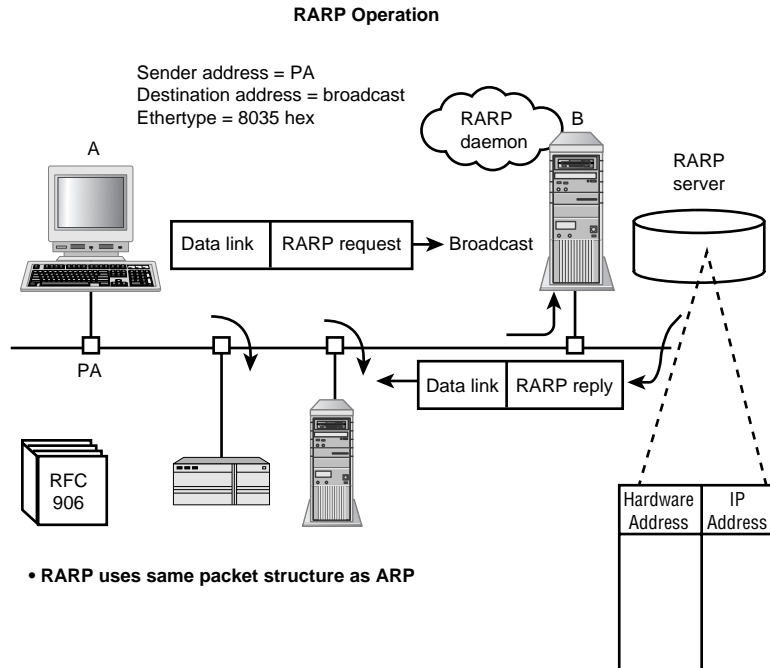 RARP Operation
Sender address = PA
Destination address = broadcast
Ethertype = 8035 hex
A
RARP
daemon
B
RARP
server
Data link
RARP request
Broadcast
PA
Data link
RARP reply
RFC
906
Hardware
Address
IP
Address
• RARP uses same packet structure as ARP